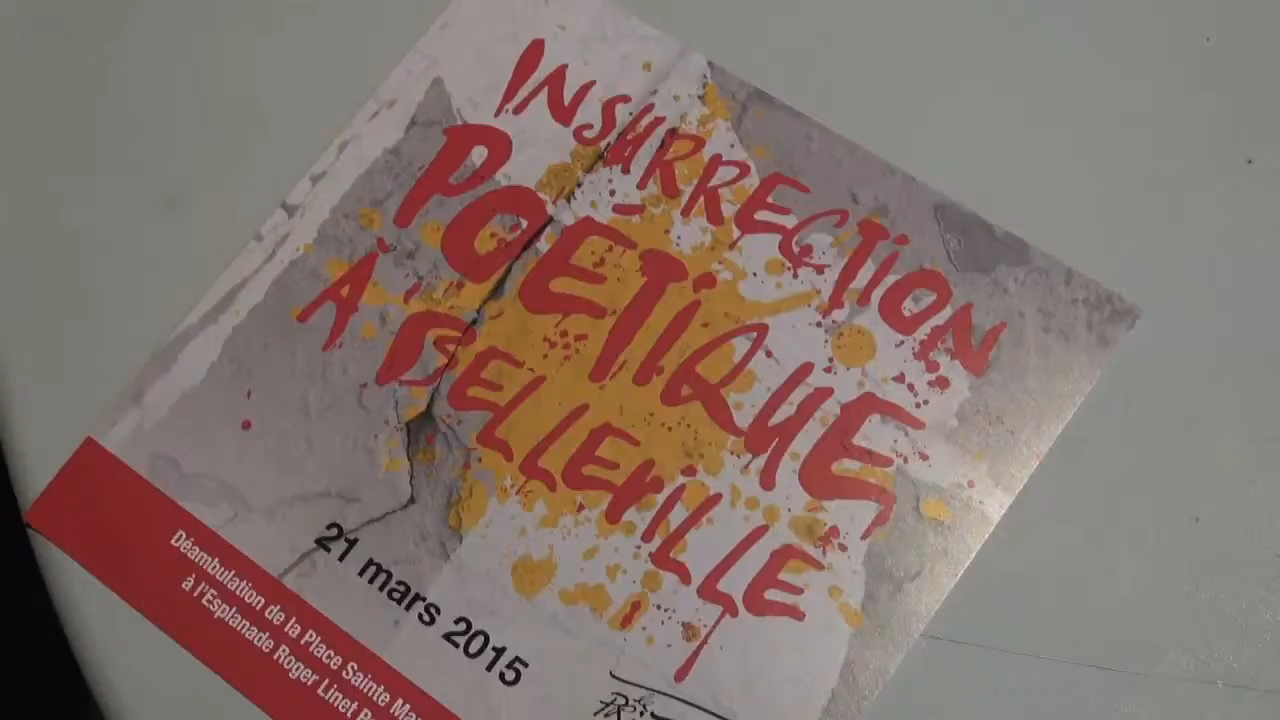 INSURRECTION
POÉTIQUE
À BELLEVILLE
21 mars 2015
Déambulation de la Place Sainte
à l'Esplanade Roger Linet